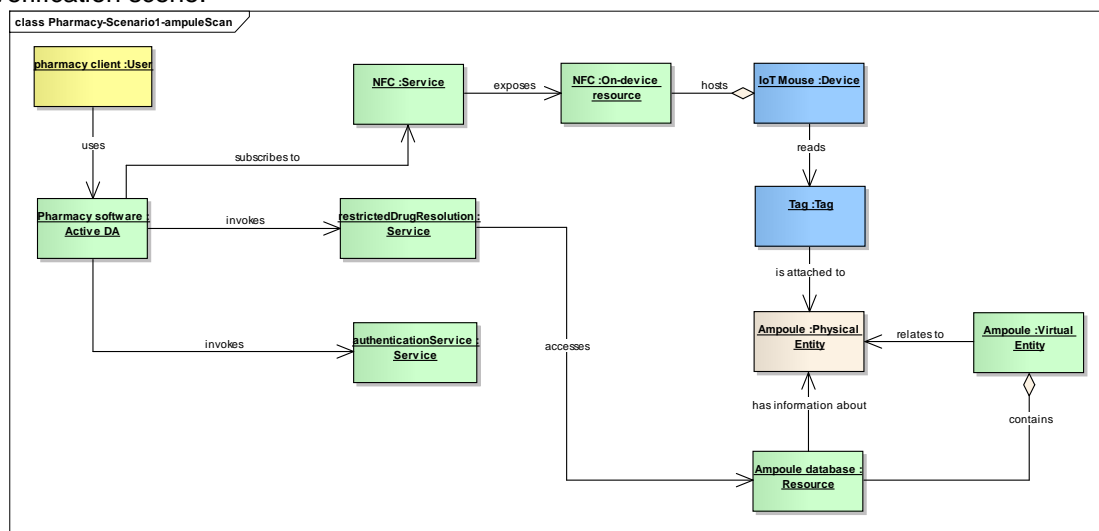 verification scene.
class Pharmacy-Scenario1-ampuleScan
pharmacy client :User
NFC :Service
exposes
NFC :On-device
resource
hosts
IoT Mouse :Device
uses
subscribes to
reads
Pharmacy software :
Active DA
invokes
restrictedDrugResolution :
Service
Tag :Tag
is attached to
invokes
authenticationService :
Service
accesses
Ampoule :Physical
Entity
relates to
Ampoule :Virtual
Entity
has information about
contains
Ampoule database :
Resource